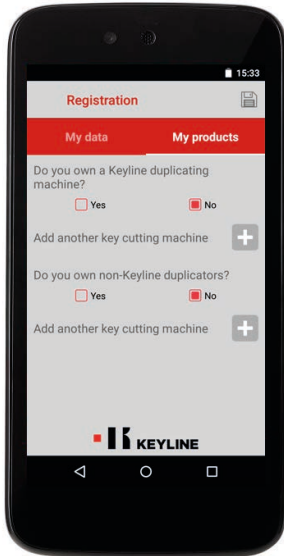 15:33
Registration
My data My products
Do you own a Keyline duplicating
machine?
Yes No
Add another key cutting machine
Do you own non-Keyline duplicators?
Yes No
Add another key cutting machine
KEYLINE